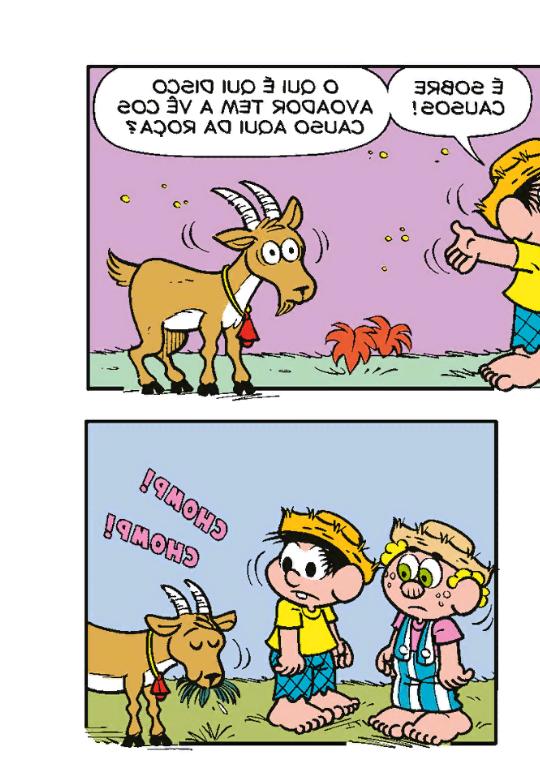 É SOBRE
CAUSOS!
O QUI É QUI DISCO
AVOADOR TEM A VÊ COS
CAUSO AQUI DA ROÇA?
CHOMP!
CHOMP!